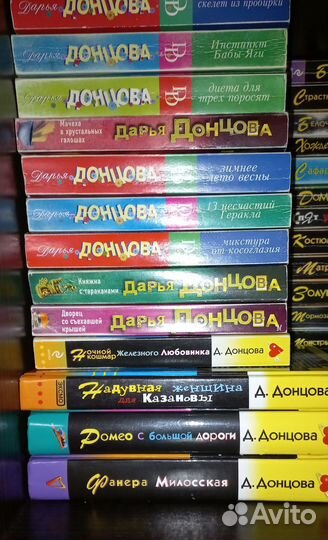 Дарья ДОНЦОВА скелет из пробирки
Дарья ДОНЦОВА Инстинкт
Бабы-Яги
Дарья ДОНЦОВА диета для
трех поросят
Мачеха
в хрустальных
галошах
Дарья ДОНЦОВА
Дарья ДОНЦОВА зимнее
лето весны
Дарья ДОНЦОВА 13 несчастий
Геракла
Дарья ДОНЦОВА микстура
от косоглазия
Княжна
с тараканами
Дарья ДОНЦОВА
Дворец
со съехавшей
крышей
Дарья ДОНЦОВА
Ночной
кошмар Железного Любовника Д. Донцова
Надувная женщина
для Казановы
Д. Донцова
Ромео с большой дороги Д. Донцова
Фанера Милосская Д. Донцова
Avito